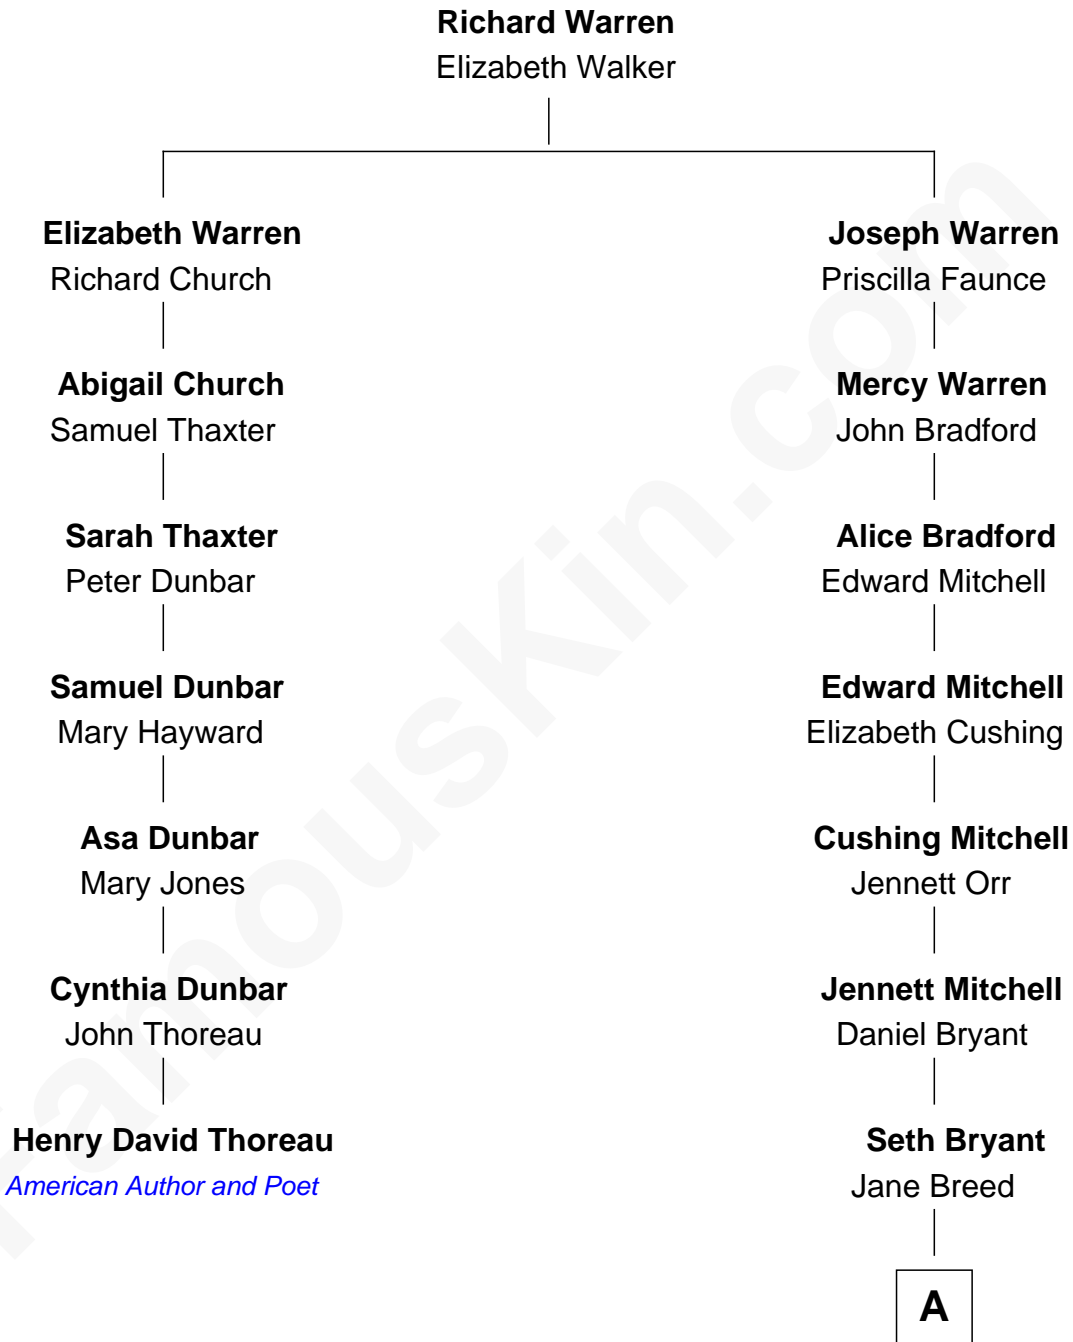 Richard Warren
Elizabeth Walker
Elizabeth Warren
Richard Church
Abigail Church
Samuel Thaxter
Sarah Thaxter
Peter Dunbar
Samuel Dunbar
Mary Hayward
Asa Dunbar
Mary Jones
Cynthia Dunbar
John Thoreau
Henry David Thoreau
American Author and Poet
Joseph Warren
Priscilla Faunce
Mercy Warren
John Bradford
Alice Bradford
Edward Mitchell
Edward Mitchell
Elizabeth Cushing
Cushing Mitchell
Jennett Orr
Jennett Mitchell
Daniel Bryant
Seth Bryant
Jane Breed
A
FamousKin.com